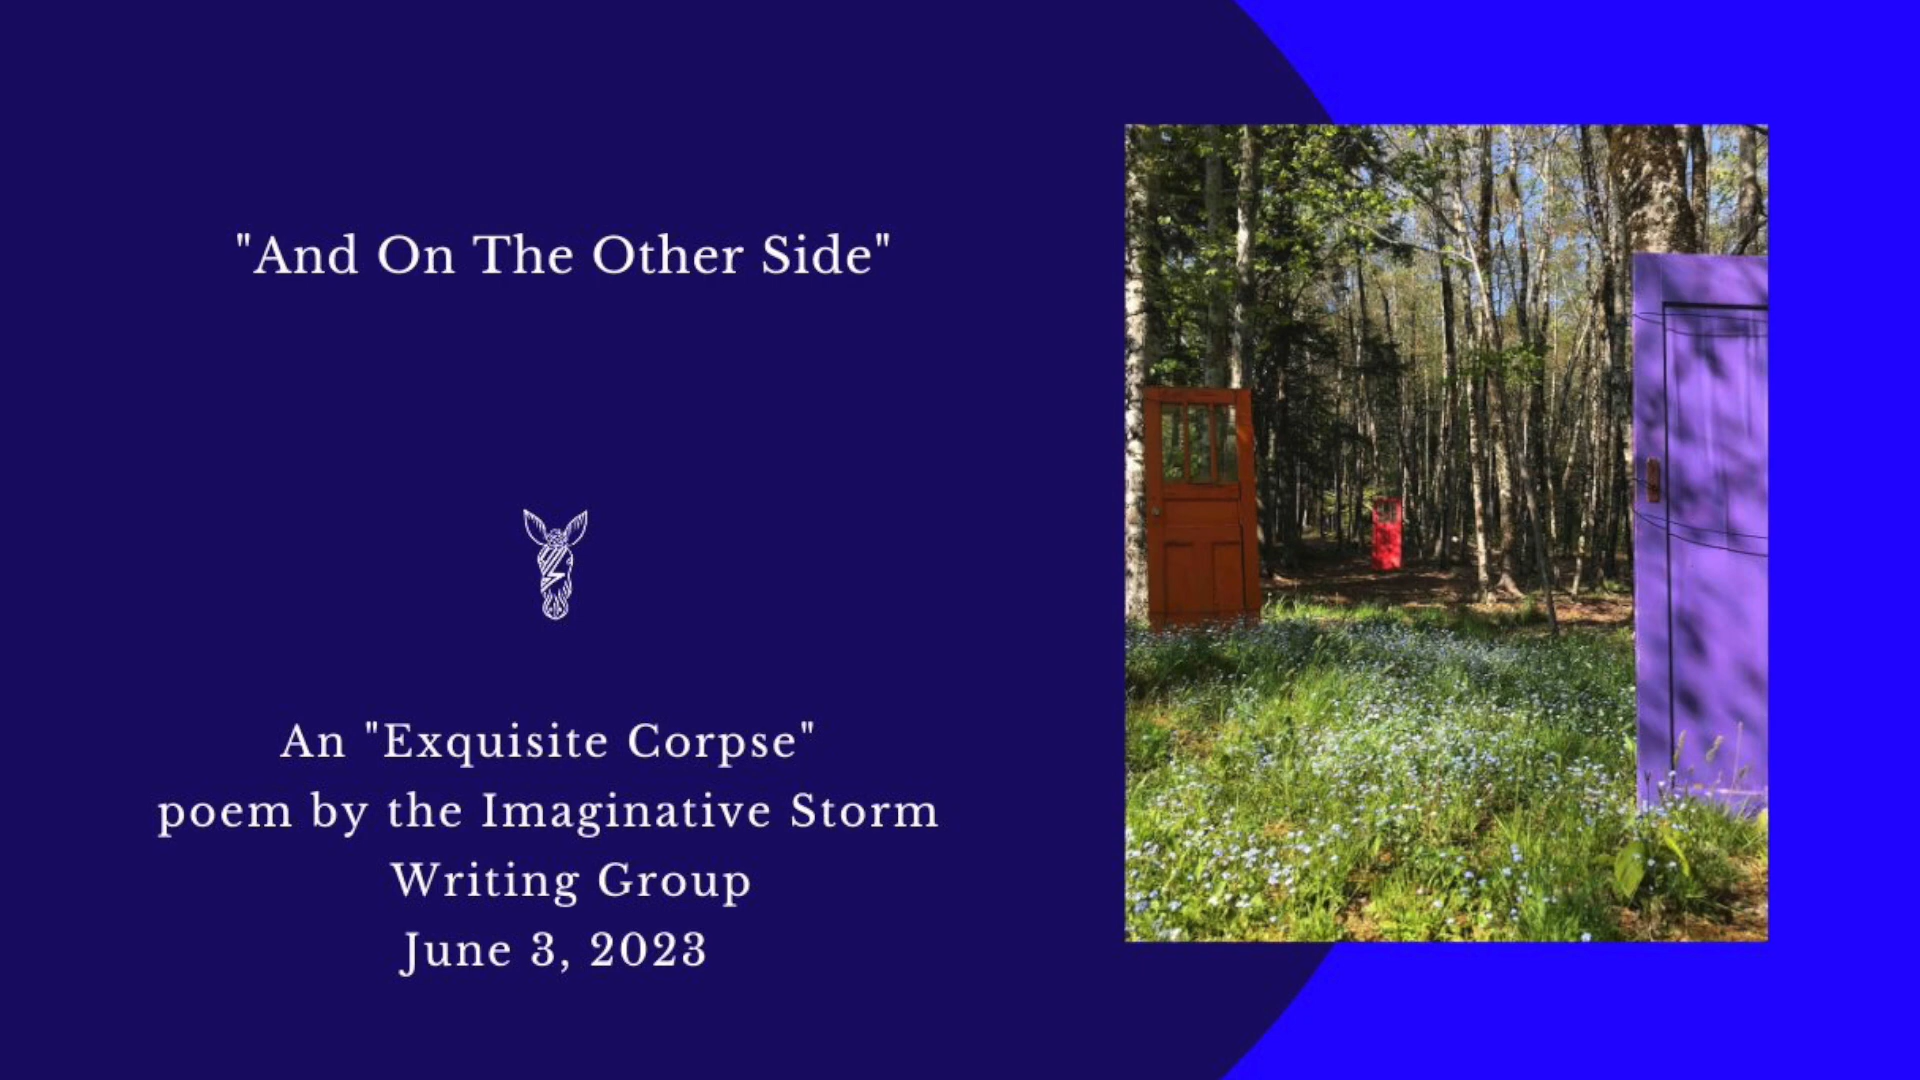 "And On The Other Side"
An "Exquisite Corpse"
poem by the Imaginative Storm
Writing Group
June 3, 2023